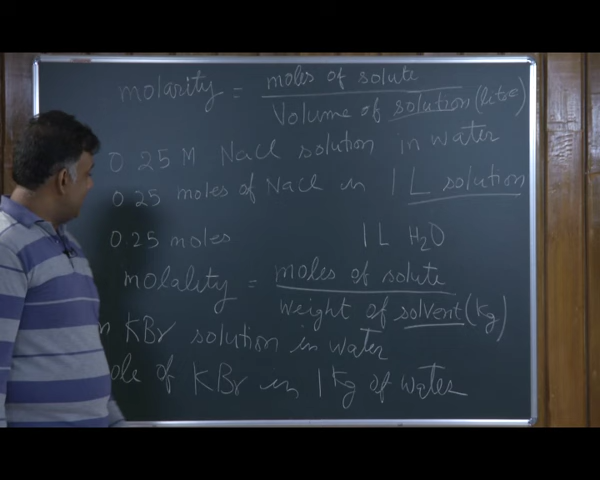 molarity = moles of solute
Volume of solution (litre)
0.25 M NaCl solution in water
0.25 moles of NaCl in 1 L solution
0.25 moles 1 L H2O
molality = moles of solute
weight of solvent (kg)
m KBr solution in water
ole of KBr in 1 Kg of water